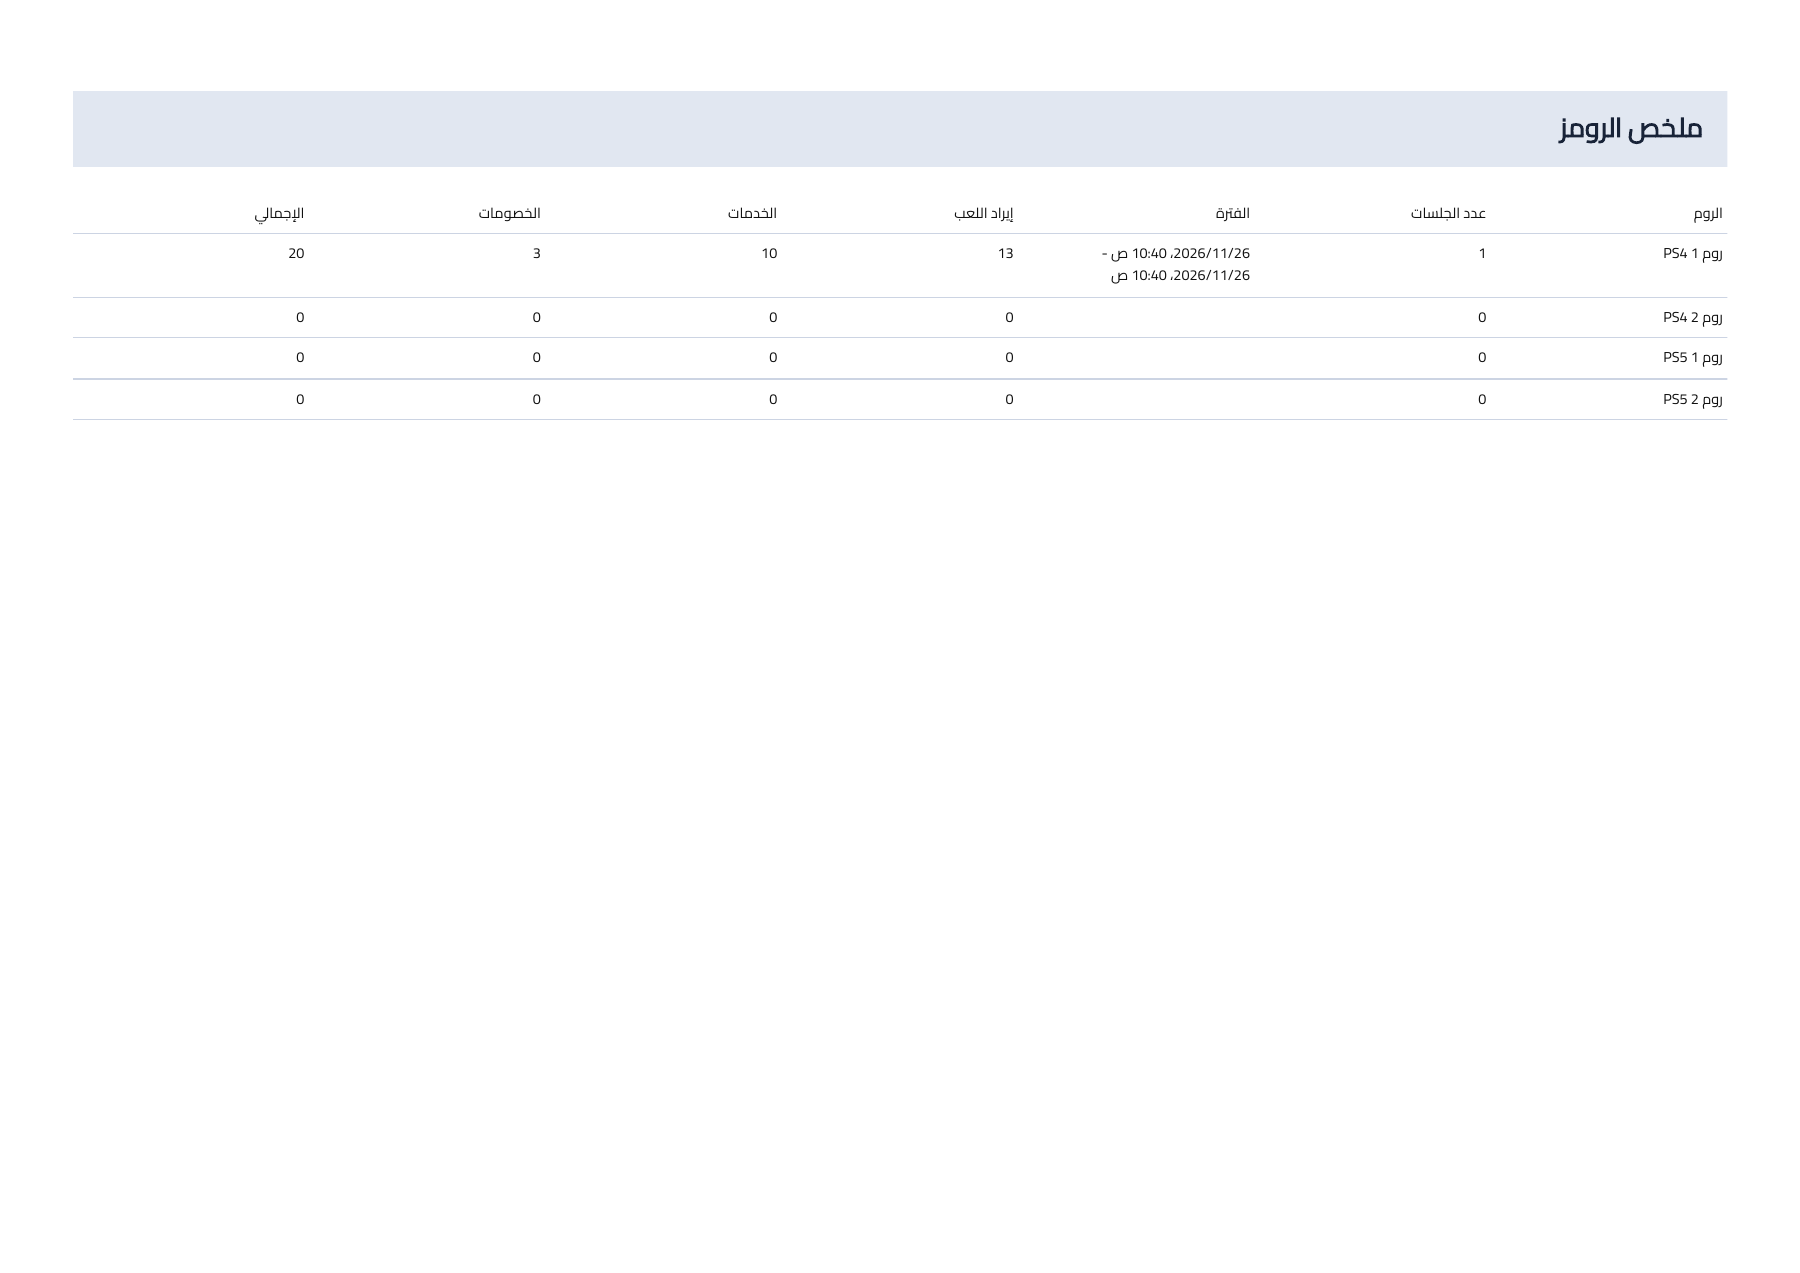 ملخص الرومز
الروم عدد الجلسات الفترة إيراد اللعب الخدمات الخصومات الإجمالي
روم 1 PS4 1 2026/11/26، 10:40 ص - 13 10 3 20
2026/11/26، 10:40 ص
روم 2 PS4 0 0 0 0 0
روم 1 PS5 0 0 0 0 0
روم 2 PS5 0 0 0 0 0